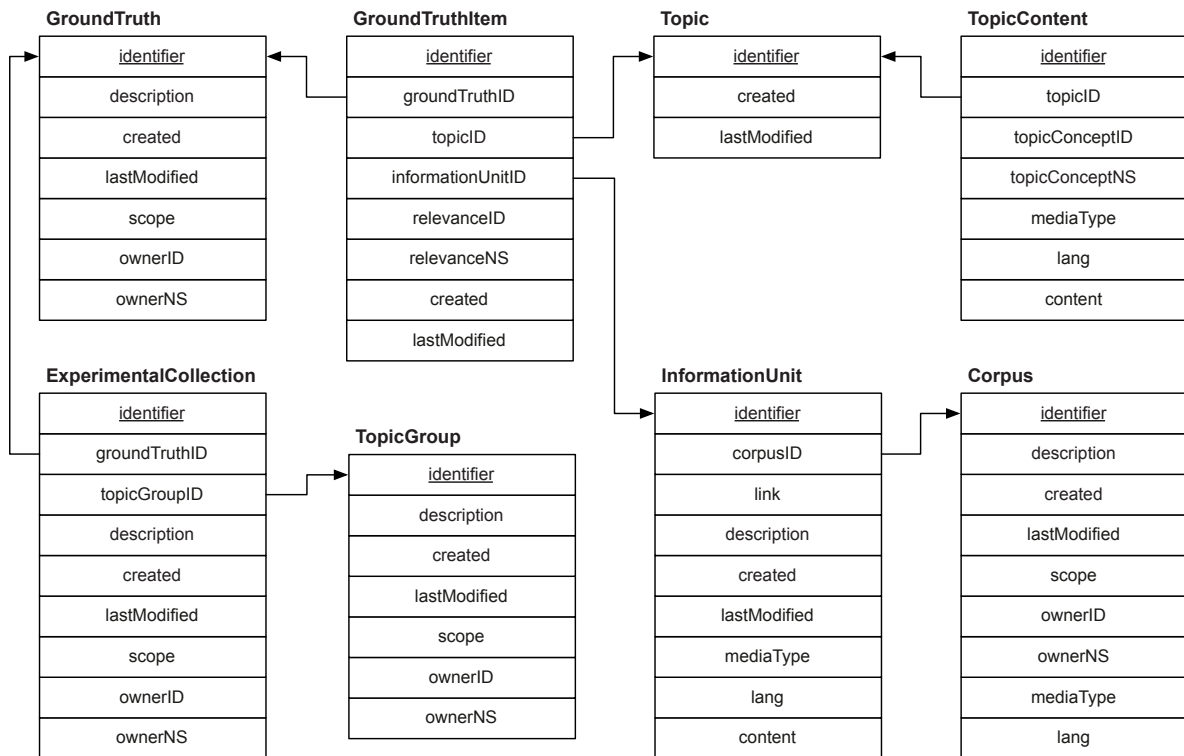 GroundTruth
identifier
description
created
lastModified
scope
ownerID
ownerNS
GroundTruthItem
identifier
groundTruthID
topicID
informationUnitID
relevanceID
relevanceNS
created
lastModified
Topic
identifier
created
lastModified
TopicContent
identifier
topicID
topicConceptID
topicConceptNS
mediaType
lang
content
ExperimentalCollection
identifier
groundTruthID
topicGroupID
description
created
lastModified
scope
ownerID
ownerNS
TopicGroup
identifier
description
created
lastModified
scope
ownerID
ownerNS
InformationUnit
identifier
corpusID
link
description
created
lastModified
mediaType
lang
content
Corpus
identifier
description
created
lastModified
scope
ownerID
ownerNS
mediaType
lang